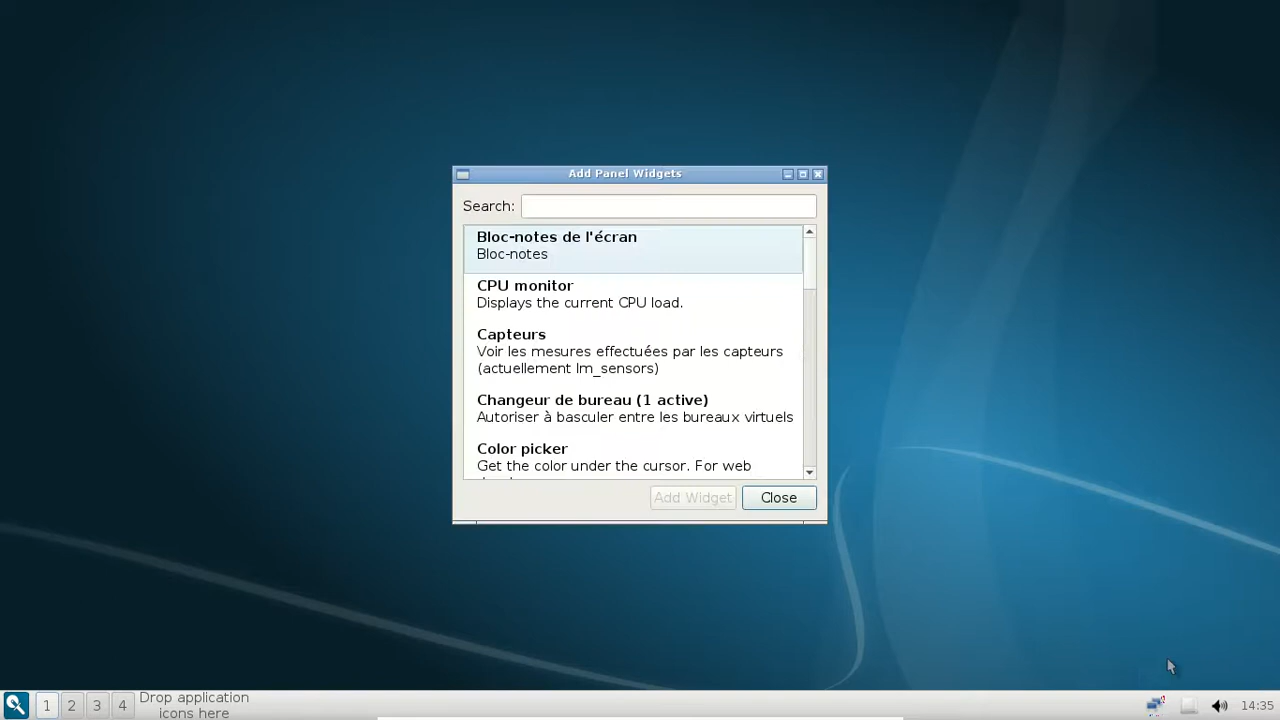 Add Panel Widgets
Search:
Bloc-notes de l'écran
Bloc-notes
CPU monitor
Displays the current CPU load.
Capteurs
Voir les mesures effectuées par les capteurs
(actuellement lm_sensors)
Changeur de bureau (1 active)
Autoriser à basculer entre les bureaux virtuels
Color picker
Get the color under the cursor. For web
Add Widget Close
1 2 3 4 Drop application
icons here
14:35